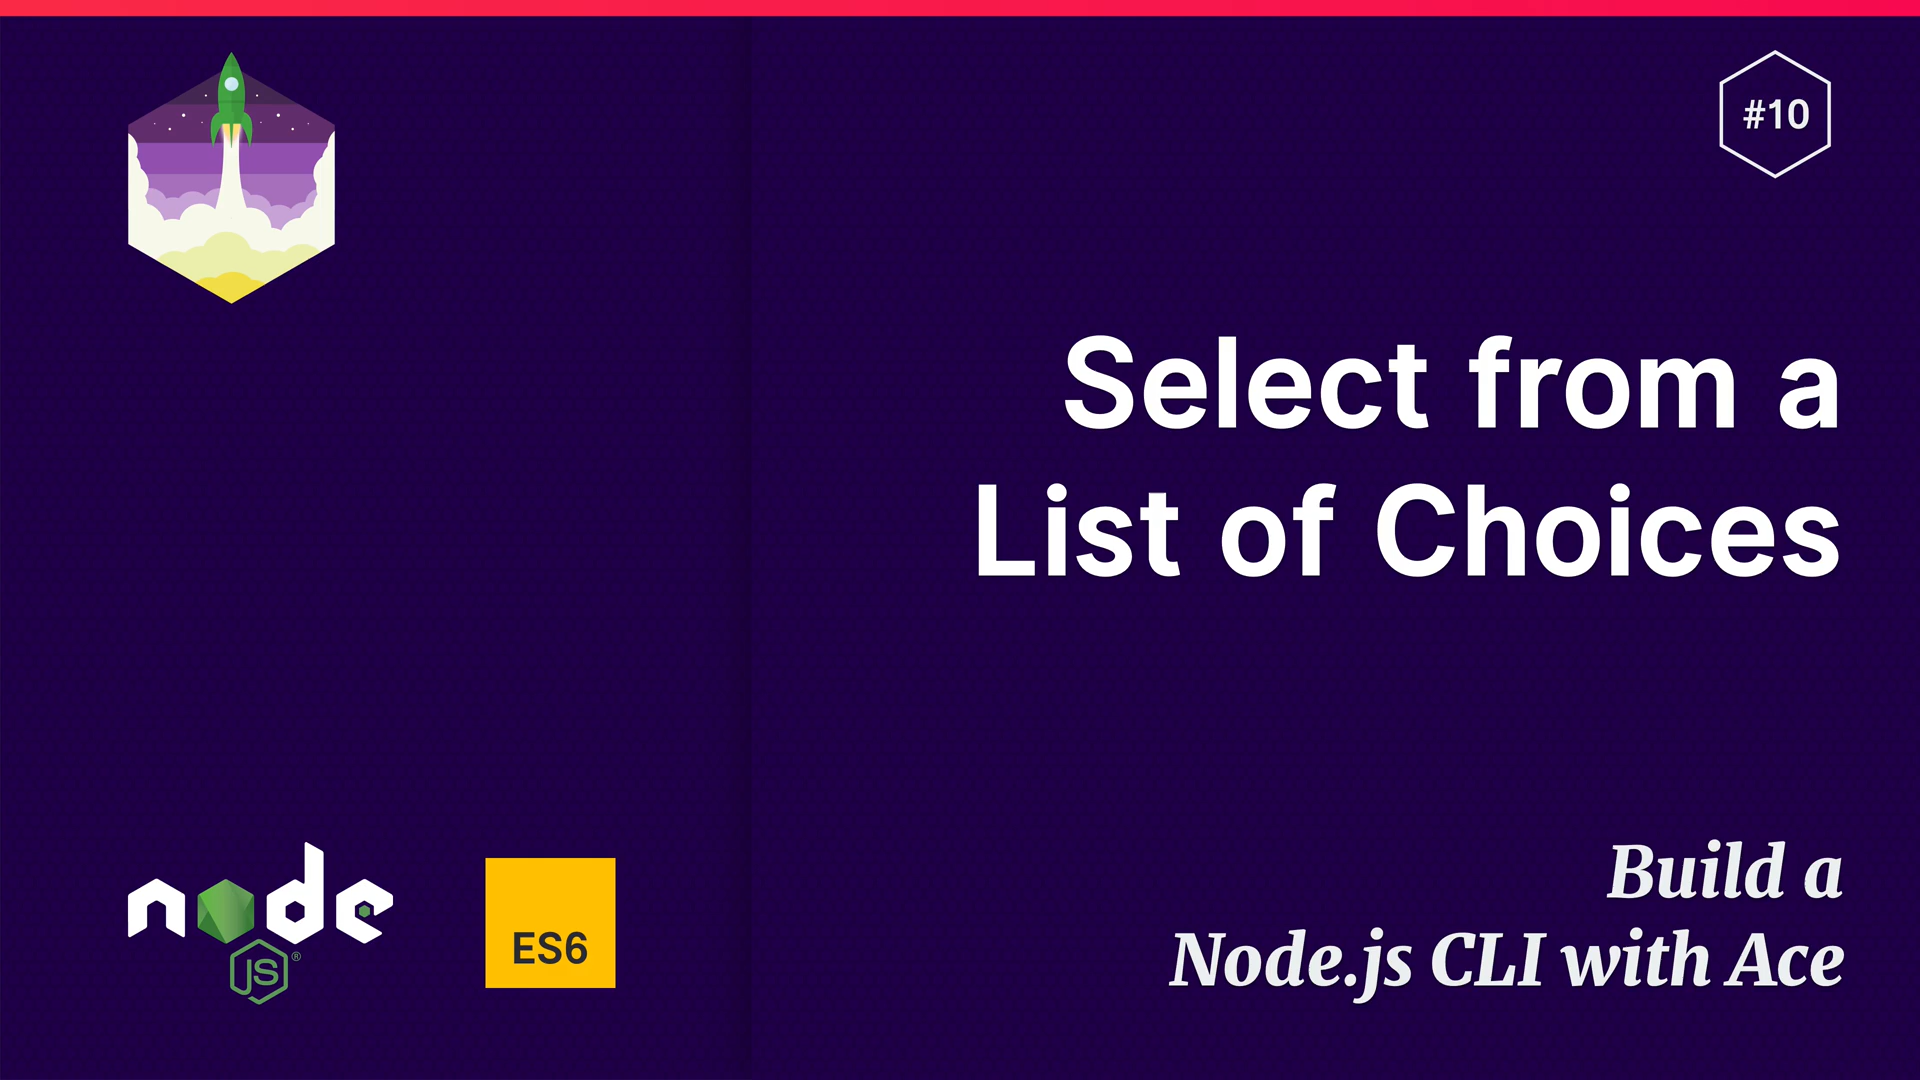 #10
Select from a
List of Choices
node
JS®
ES6
Build a
Node.js CLI with Ace